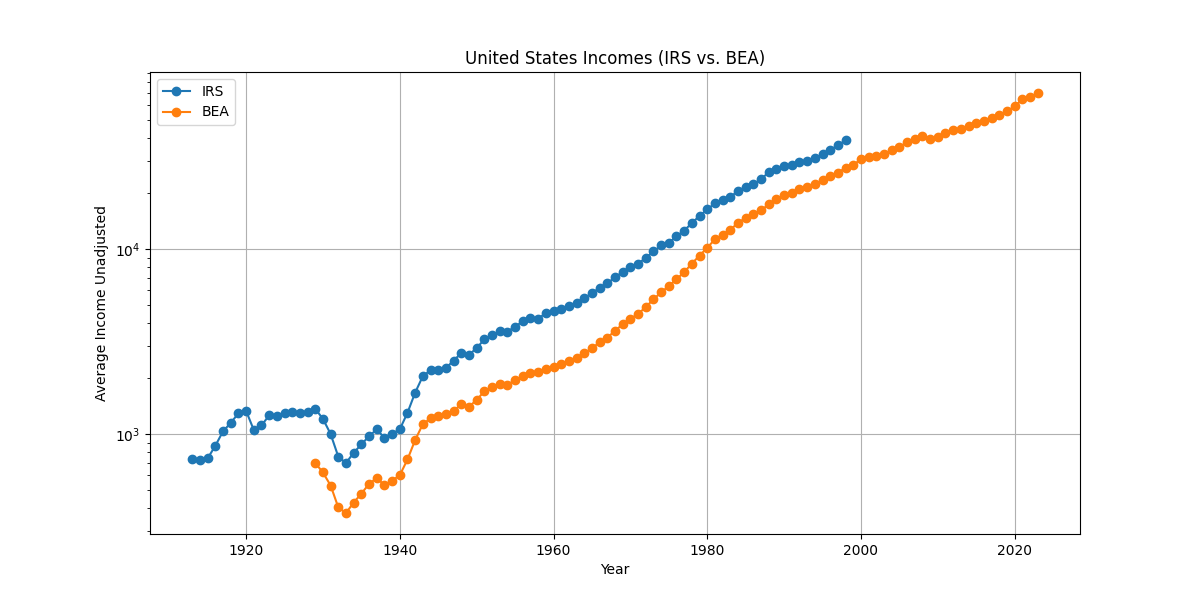 United States Incomes (IRS vs. BEA)
IRS
BEA
Average Income Unadjusted
10⁴
10³
1920 1940 1960 1980 2000 2020
Year